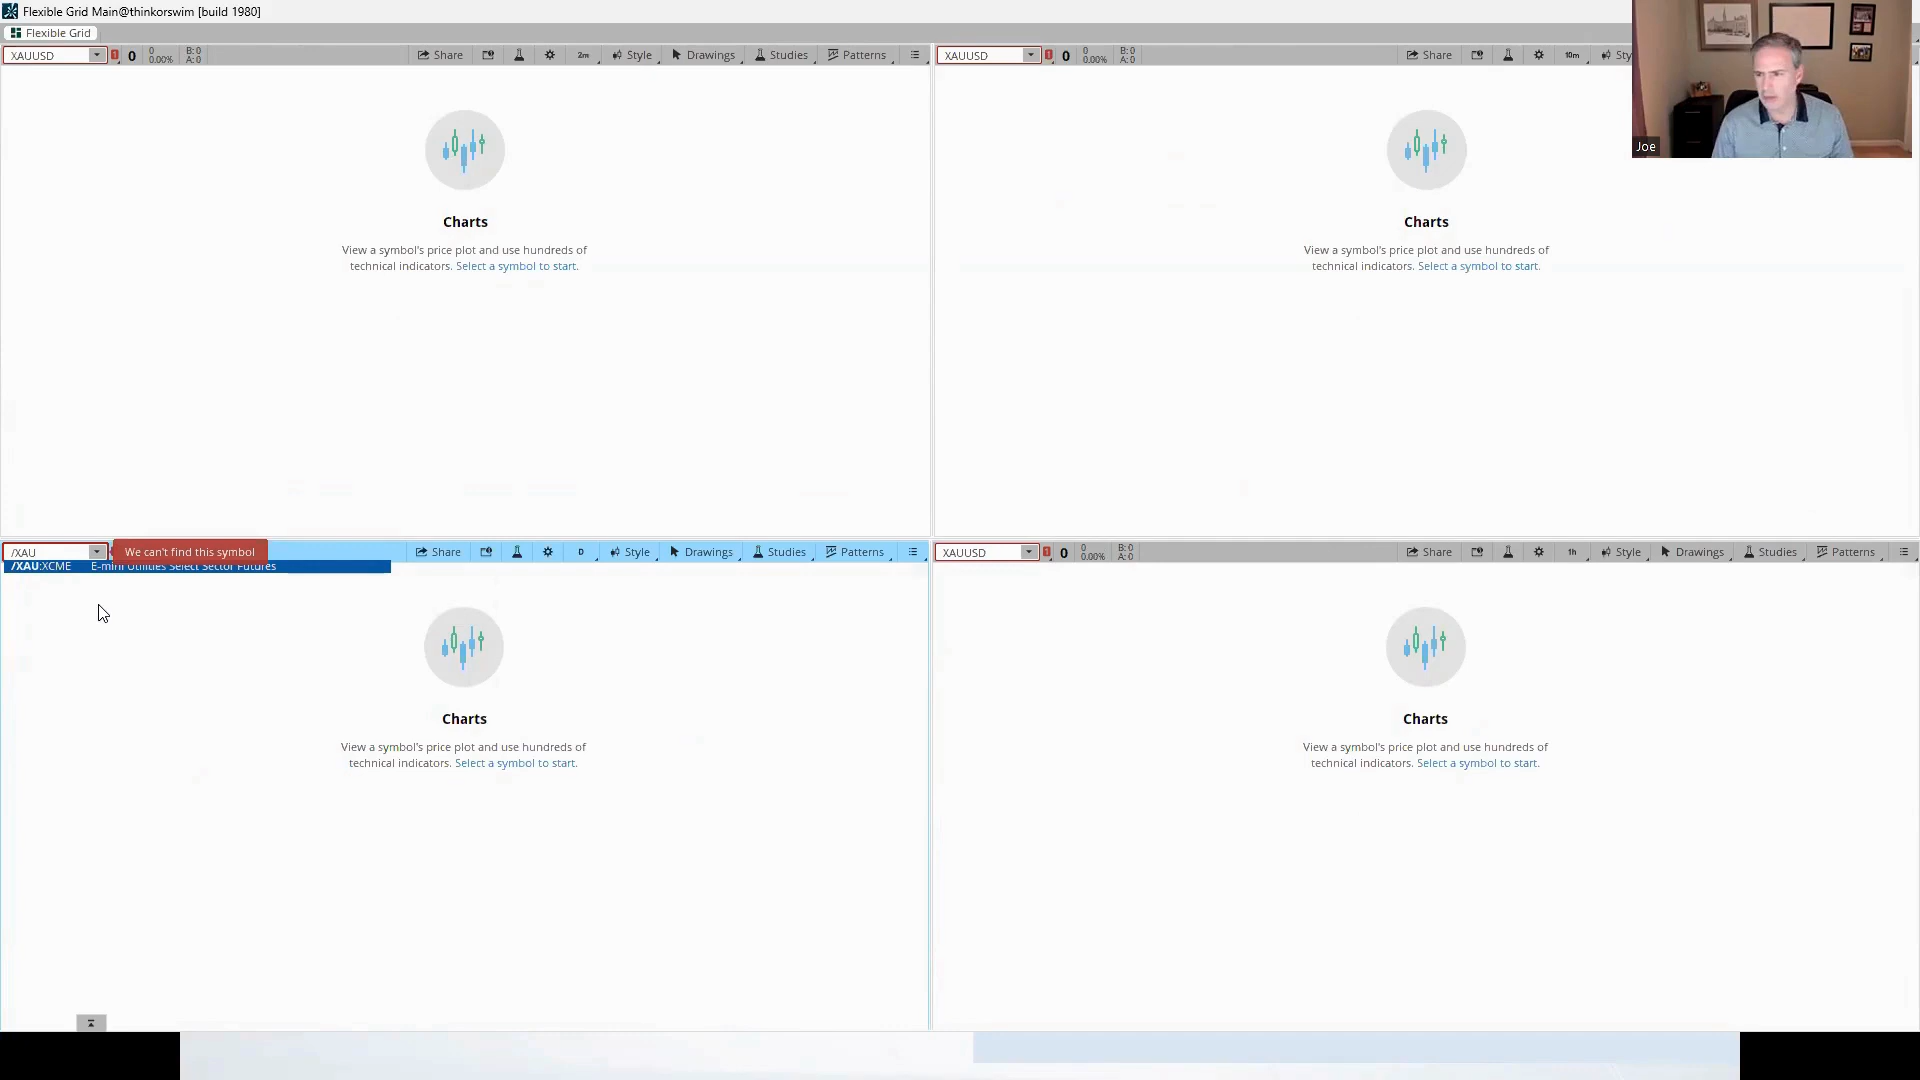 Flexible Grid Main@thinkorswim [build 1980]
Flexible Grid
XAUUSD 1 0 0 0.00% B: 0 A: 0 Share 2m Style Drawings Studies Patterns
XAUUSD 0 0 0.00% B: 0 A: 0 Share 10m
Joe
Charts
View a symbol's price plot and use hundreds of
technical indicators. Select a symbol to start.
Charts
View a symbol's price plot and use hundreds of
technical indicators. Select a symbol to start.
/XAU We can't find this symbol Share D Style Drawings Studies Patterns
/XAU:XCME E-mini Utilities Select Sector Futures
XAUUSD 0 0 0.00% B: 0 A: 0 Share 1h Style Drawings Studies Patterns
Charts
View a symbol's price plot and use hundreds of
technical indicators. Select a symbol to start.
Charts
View a symbol's price plot and use hundreds of
technical indicators. Select a symbol to start.